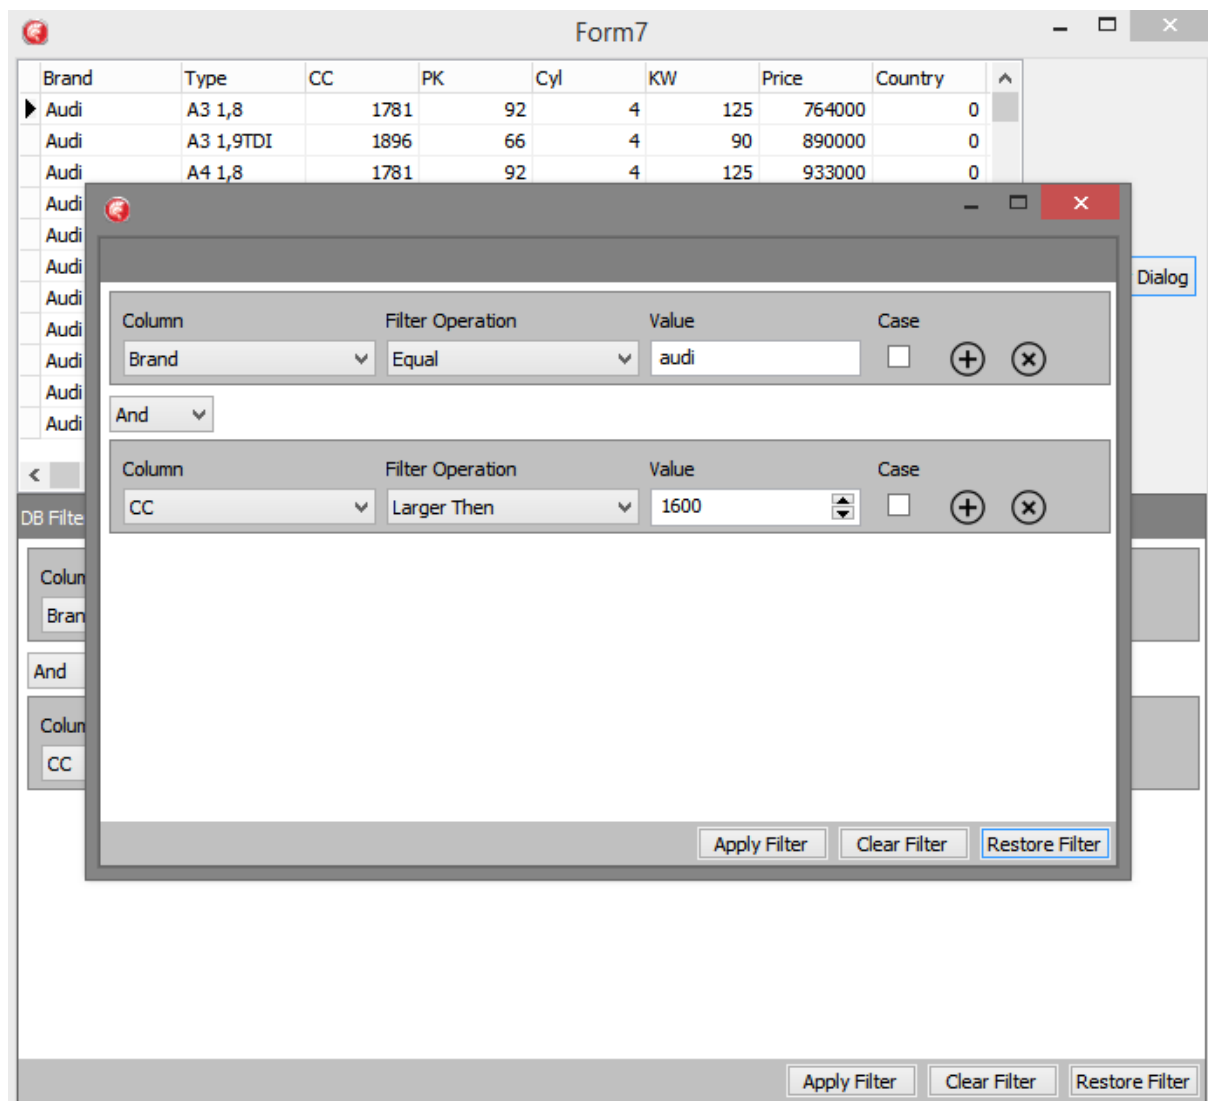 Form7
Brand Type CC PK Cyl KW Price Country
Audi A3 1,8 1781 92 4 125 764000 0
Audi A3 1,9TDI 1896 66 4 90 890000 0
Audi A4 1,8 1781 92 4 125 933000 0
Audi
Audi
Audi
Dialog
Audi
Audi
Audi
Audi
Audi
Column Filter Operation Value Case
Brand Equal audi
And
Column Filter Operation Value Case
CC Larger Then 1600
Apply Filter Clear Filter Restore Filter
DB Filte
Colum
Bran
And
Colum
CC
Apply Filter Clear Filter Restore Filter